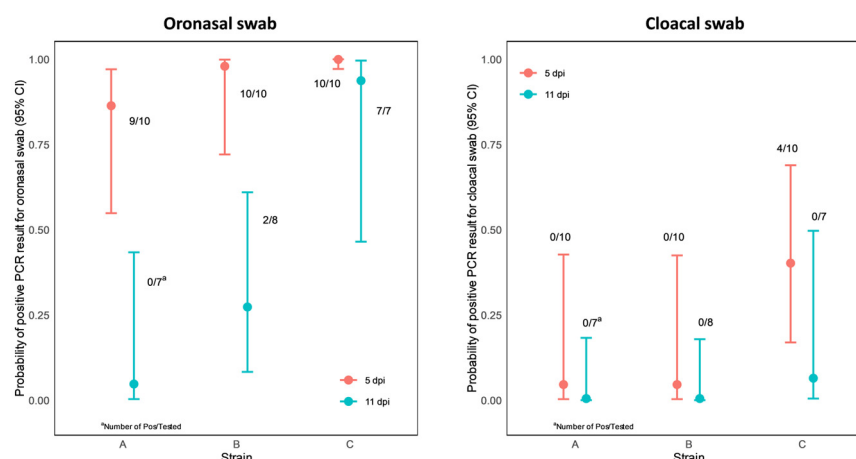 Oronasal swab
Probability of positive PCR result for oronasal swab (95% CI)
1.00
0.75
0.50
0.25
0.00
9/10
10/10
10/10
7/7
2/8
0/7a
5 dpi
11 dpi
aNumber of Pos/Tested
A
B
C
Strain
Cloacal swab
Probability of positive PCR result for cloacal swab (95% CI)
1.00
0.75
0.50
0.25
0.00
5 dpi
11 dpi
4/10
0/10
0/10
0/7
0/7a
0/8
aNumber of Pos/Tested
A
B
C
Strain